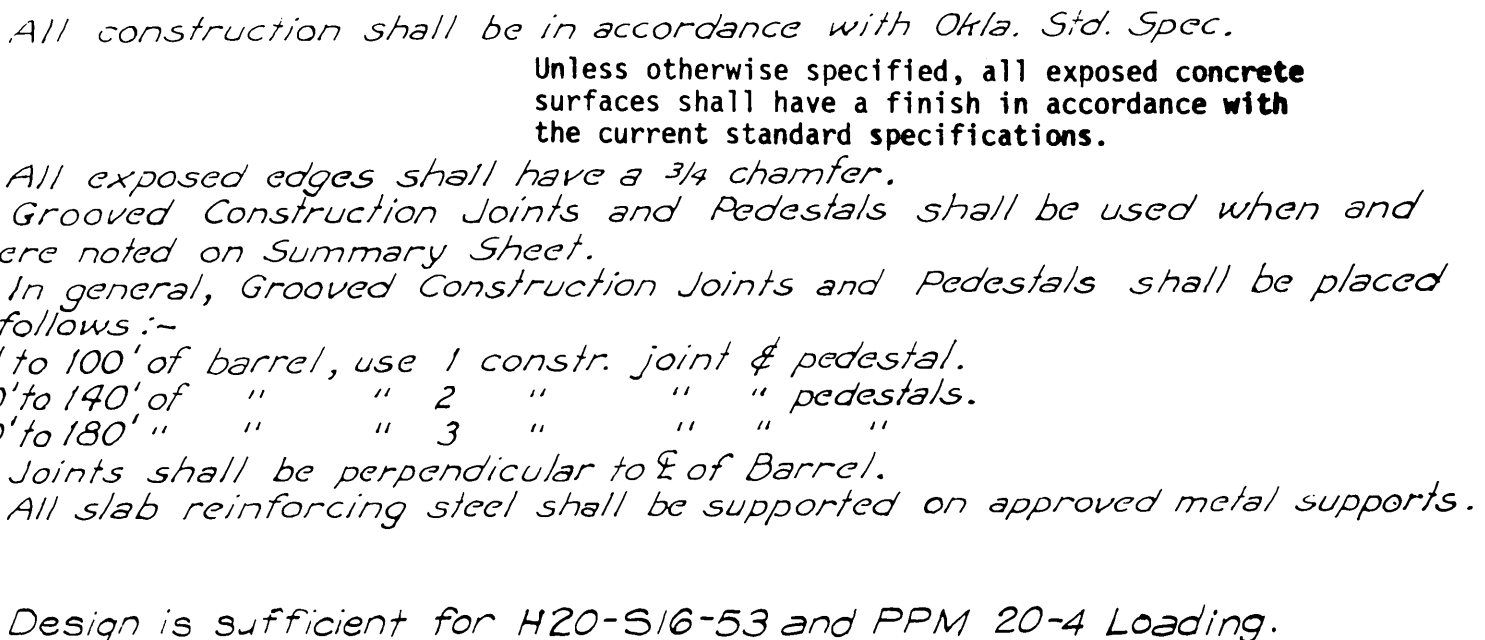 All construction shall be in accordance with Okla. Std. Spec.
Unless otherwise specified, all exposed concrete
surfaces shall have a finish in accordance with
the current standard specifications.
All exposed edges shall have a 3/4 chamfer.
Grooved Construction Joints and Pedestals shall be used when and
ere noted on Summary Sheet.
In general, Grooved Construction Joints and Pedestals shall be placed
follows :-
' to 100' of barrel, use 1 constr. joint & pedestal.
0' to 140' of " " 2 " " " pedestals.
0' to 180' " " " 3 " " " "
Joints shall be perpendicular to ℄ of Barrel.
All slab reinforcing steel shall be supported on approved metal supports.
Design is sufficient for H20-S16-53 and PPM 20-4 Loading.